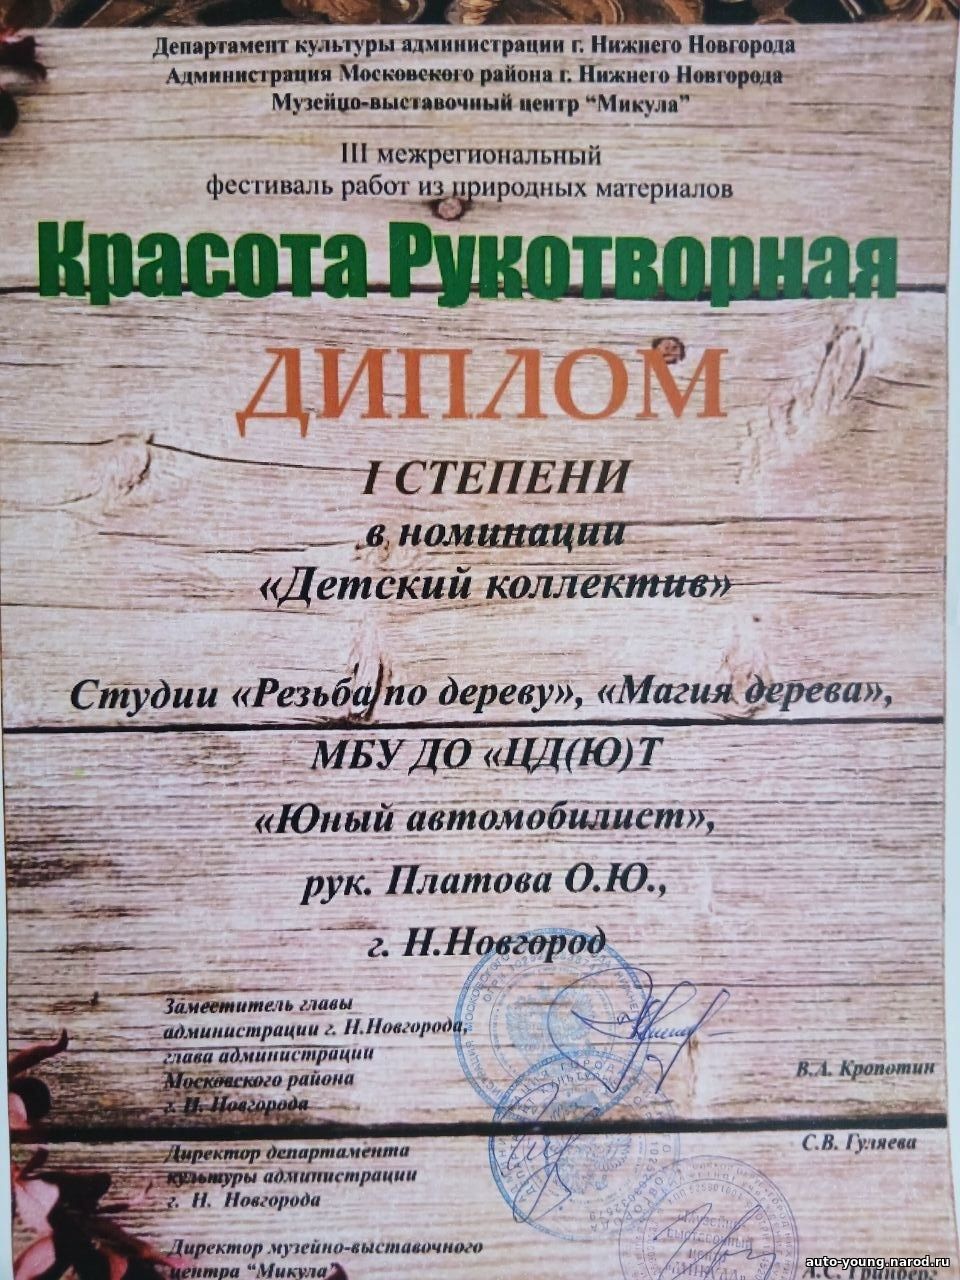 Департамент культуры администрации г. Нижнего Новгорода
Администрация Московского района г. Нижнего Новгорода
Музейно-выставочный центр “Микула”
III межрегиональный
фестиваль работ из природных материалов
Красота Рукотворная
ДИПЛОМ
I СТЕПЕНИ
в номинации
«Детский коллектив»
Студии «Резьба по дереву», «Магия дерева»,
МБУ ДО «ЦД(Ю)Т
«Юный автомобилист»,
рук. Платова О.Ю.,
г. Н.Новгород
Заместитель главы
администрации г. Н.Новгорода,
глава администрации
Московского района
г. Н. Новгорода
В.А. Кропотин
Директор департамента
культуры администрации
г. Н. Новгорода
С.В. Гуляева
Директор музейно-выставочного
центра “Микула”
А.С.
auto-young.narod.ru